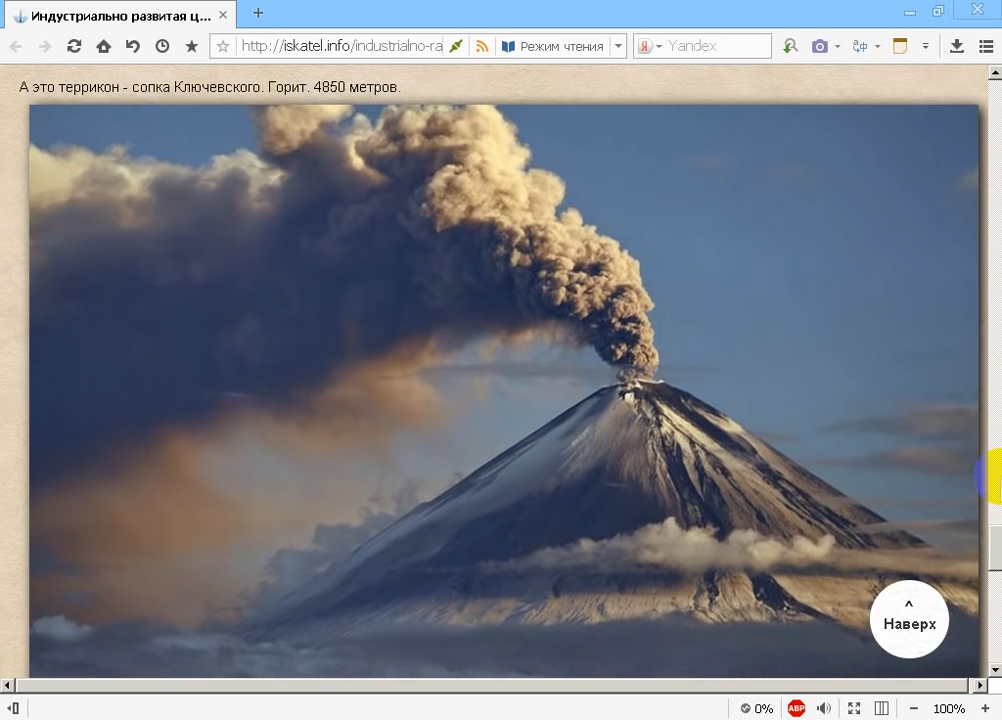 Индустриально развитая ц...
http://iskatel.info/industrialno-ra
Режим чтения
Я
Yandex
аф
А это террикон - сопка Ключевского. Горит. 4850 метров.
^
Наверх
0%
ABP
100%